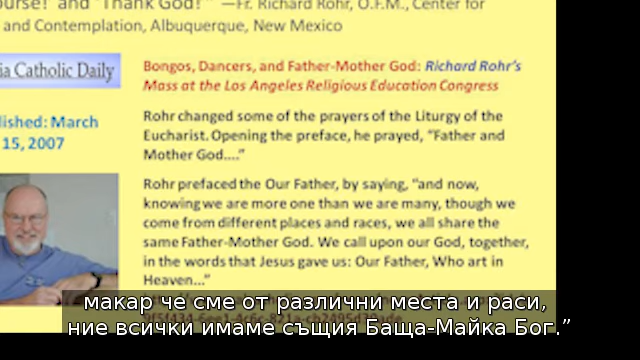 and "Thank God!'" —Fr. Richard Rohr, O.F.M., Center for
and Contemplation, Albuquerque, New Mexico
ia Catholic Daily
Bongos, Dancers, and Father-Mother God: Richard Rohr's
Mass at the Los Angeles Religious Education Congress
lished: March
15, 2007
Rohr changed some of the prayers of the Liturgy of the
Eucharist. Opening the preface, he prayed, "Father and
Mother God...."
Rohr prefaced the Our Father, by saying, "and now,
knowing we are more one than we are many, though we
come from different places and races, we all share the
same Father-Mother God. We call upon our God, together,
in the words that Jesus gave us: Our Father, Who art in
Heaven..."
макар че сме от различни места и раси,
ние всички имаме същия Баща-Майка Бог.”